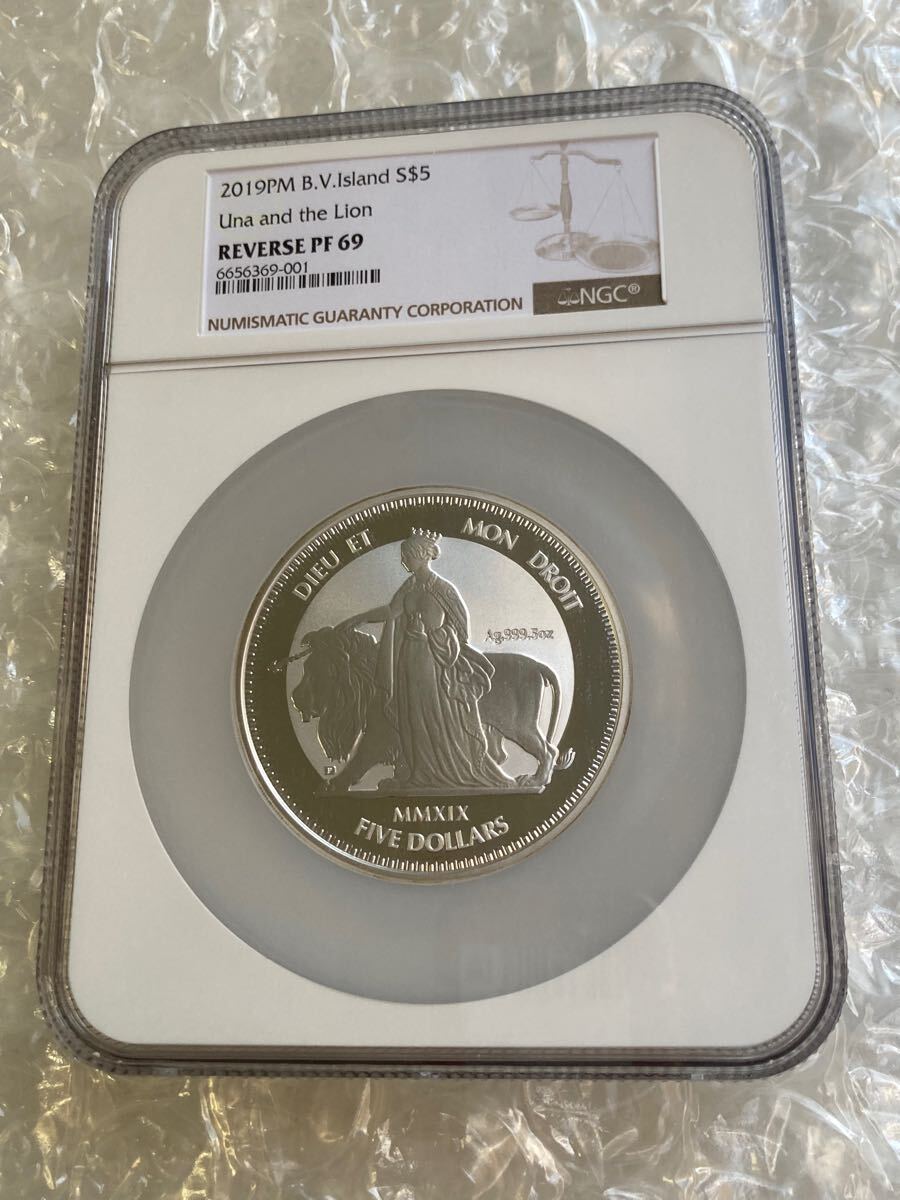 2019PM B.V.Island S$5
Una and the Lion
REVERSE PF 69
6656369-001
NUMISMATIC GUARANTY CORPORATION
NGC®
DIEU ET MON DROIT
Ag.999.5oz
PM
MMXIX
FIVE DOLLARS